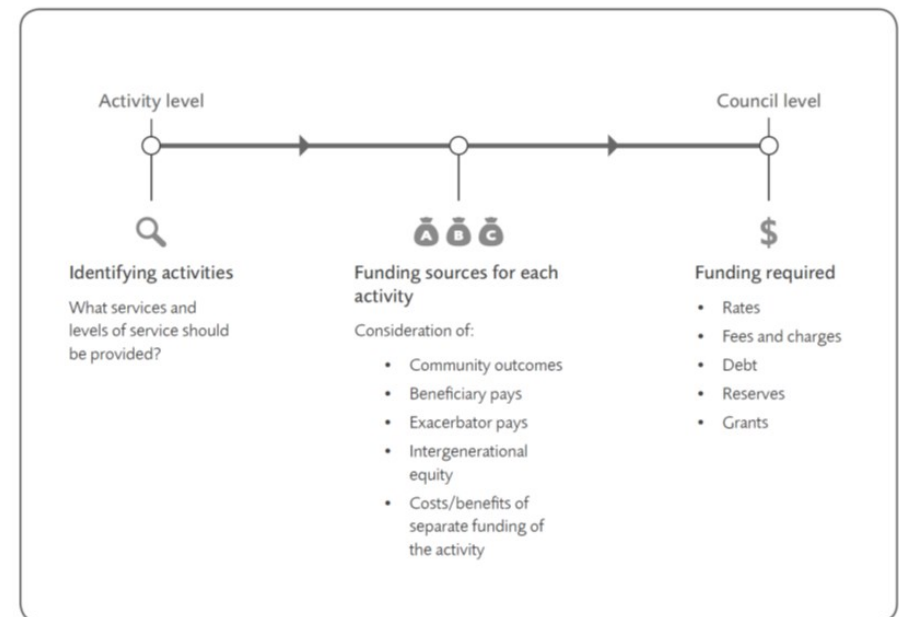 Activity level
Council level
A B C
$
Identifying activities
What services and
levels of service should
be provided?
Funding sources for each
activity
Consideration of:
• Community outcomes
• Beneficiary pays
• Exacerbator pays
• Intergenerational
equity
• Costs/benefits of
separate funding of
the activity
Funding required
• Rates
• Fees and charges
• Debt
• Reserves
• Grants